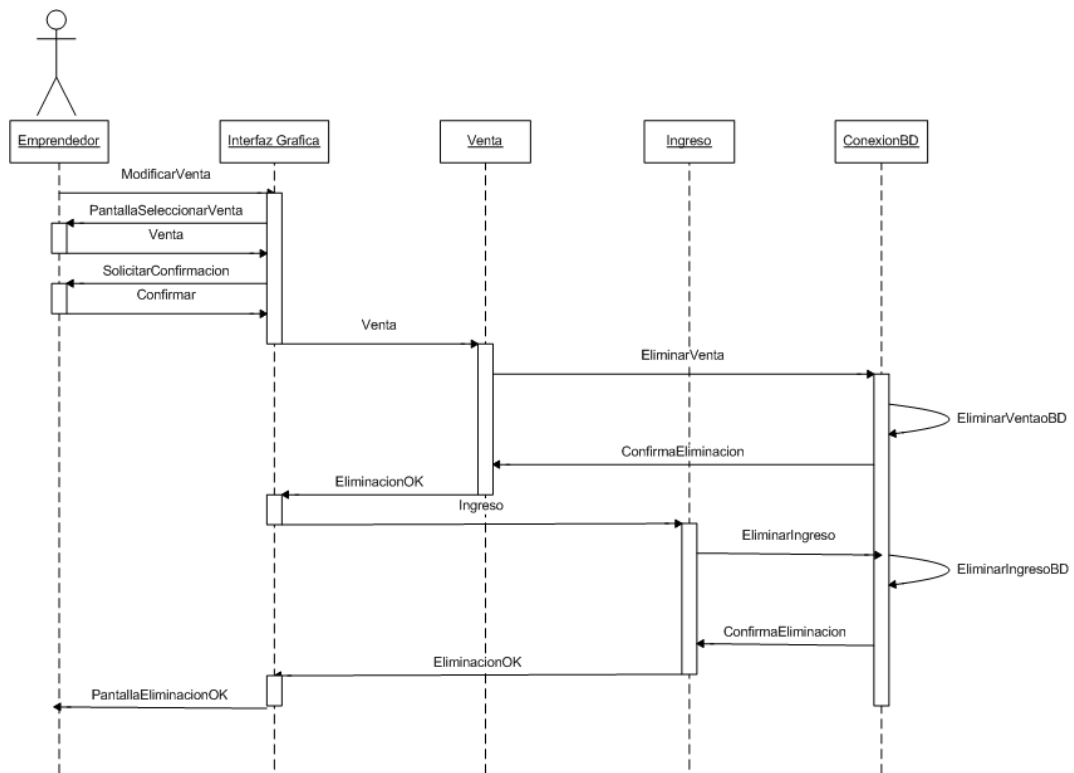 Emprendedor
Interfaz Grafica
Venta
Ingreso
ConexionBD
ModificarVenta
PantallaSeleccionarVenta
Venta
SolicitarConfirmacion
Confirmar
Venta
EliminarVenta
EliminarVentaoBD
ConfirmaEliminacion
EliminacionOK
Ingreso
EliminarIngreso
EliminarIngresoBD
ConfirmaEliminacion
EliminacionOK
PantallaEliminacionOK